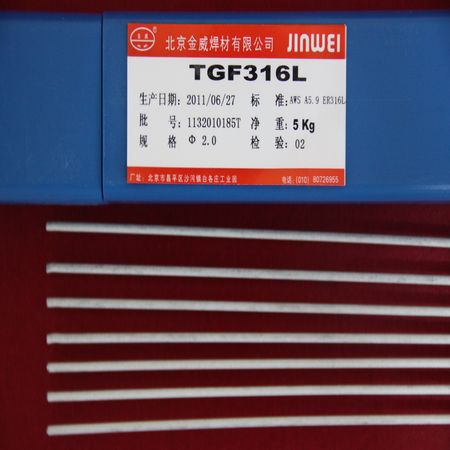 北京金威焊材有限公司 JINWEI
TGF316L
生产日期: 2011/06/27 标 准: AWS A5.9 ER316L
批 号: 1132010185T 净 重: 5 Kg
规 格 Φ 2.0 检 验: 02
厂址: 北京市昌平区沙河镇白各庄工业园 电话: (010) 80726955